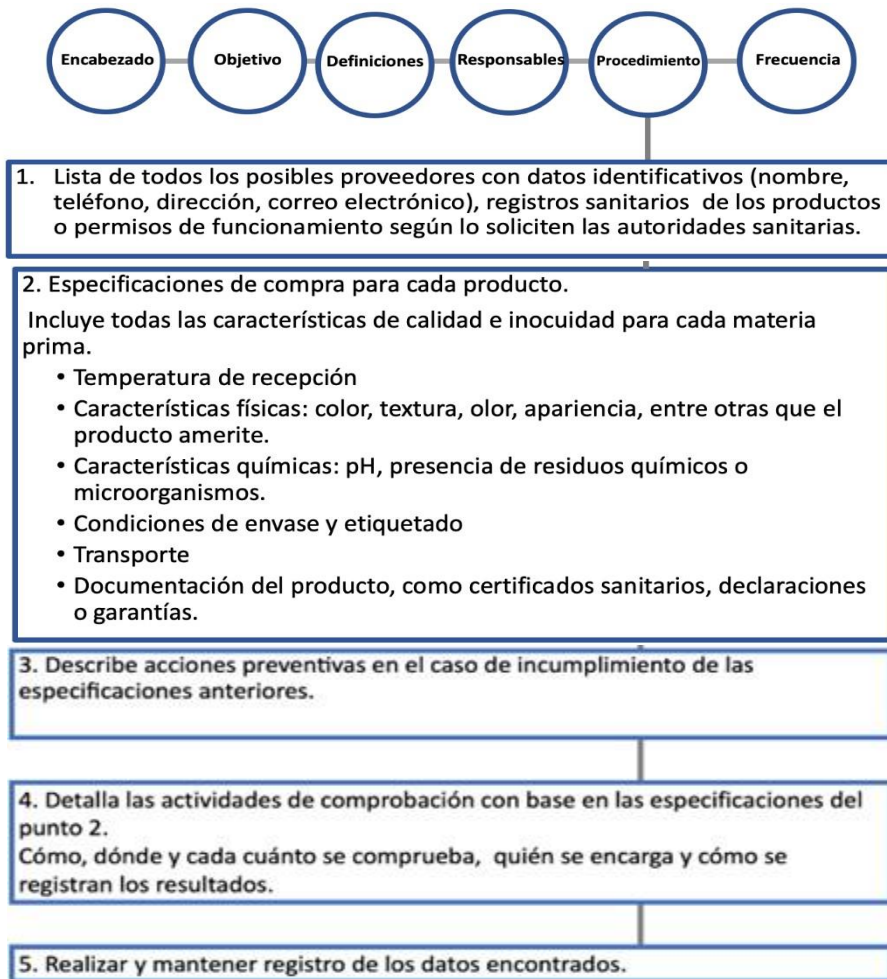 Encabezado
Objetivo
Definiciones
Responsables
Procedimiento
Frecuencia
1. Lista de todos los posibles proveedores con datos identificativos (nombre,
teléfono, dirección, correo electrónico), registros sanitarios de los productos
o permisos de funcionamiento según lo soliciten las autoridades sanitarias.
2. Especificaciones de compra para cada producto.
Incluye todas las características de calidad e inocuidad para cada materia
prima.
• Temperatura de recepción
• Características físicas: color, textura, olor, apariencia, entre otras que el
producto amerite.
• Características químicas: pH, presencia de residuos químicos o
microorganismos.
• Condiciones de envase y etiquetado
• Transporte
• Documentación del producto, como certificados sanitarios, declaraciones
o garantías.
3. Describe acciones preventivas en el caso de incumplimiento de las
especificaciones anteriores.
4. Detalla las actividades de comprobación con base en las especificaciones del
punto 2.
Cómo, dónde y cada cuánto se comprueba, quién se encarga y cómo se
registran los resultados.
5. Realizar y mantener registro de los datos encontrados.